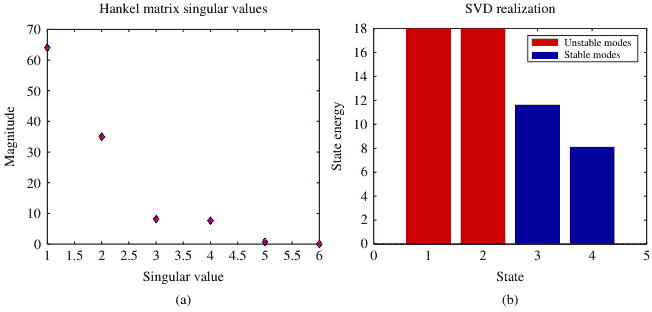 Hankel matrix singular values
70
60
50
40
30
20
10
0
Magnitude
1 1.5 2 2.5 3 3.5 4 4.5 5 5.5 6
Singular value
(a)
SVD realization
18
16
14
12
10
8
6
4
2
0
State energy
Unstable modes
Stable modes
0 1 2 3 4 5
State
(b)